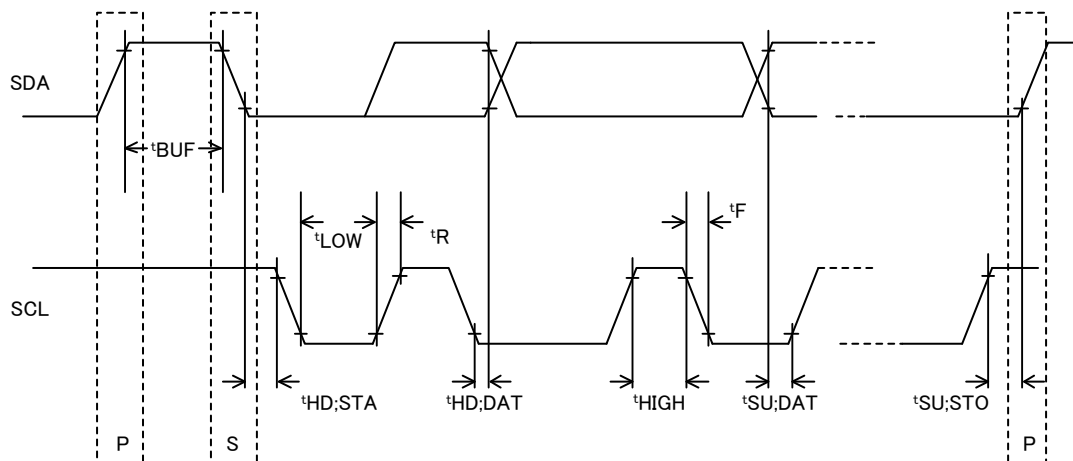 SDA
tBUF
tLOW
tR
tF
SCL
tHD;STA
tHD;DAT
tHIGH
tSU;DAT
tSU;STO
P
S
P